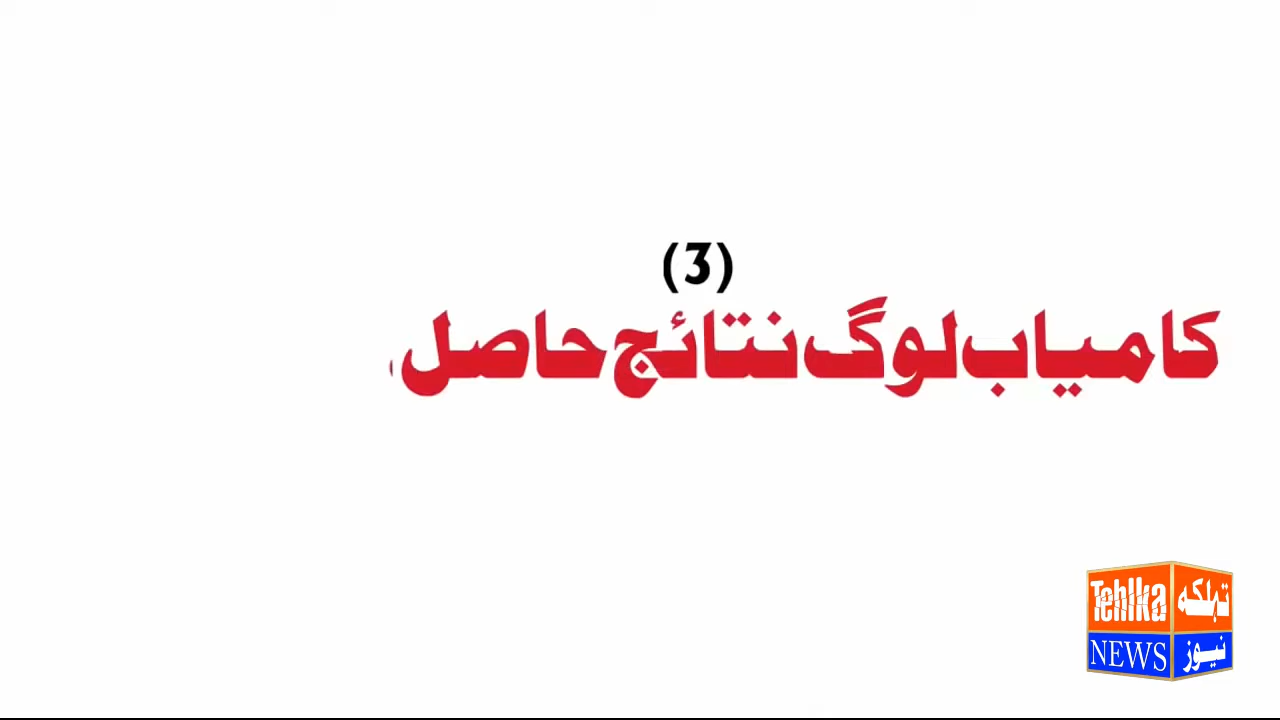 (3)
کامیاب لوگ نتائج حاصل
Tehlka تہلکہ
NEWS نیوز